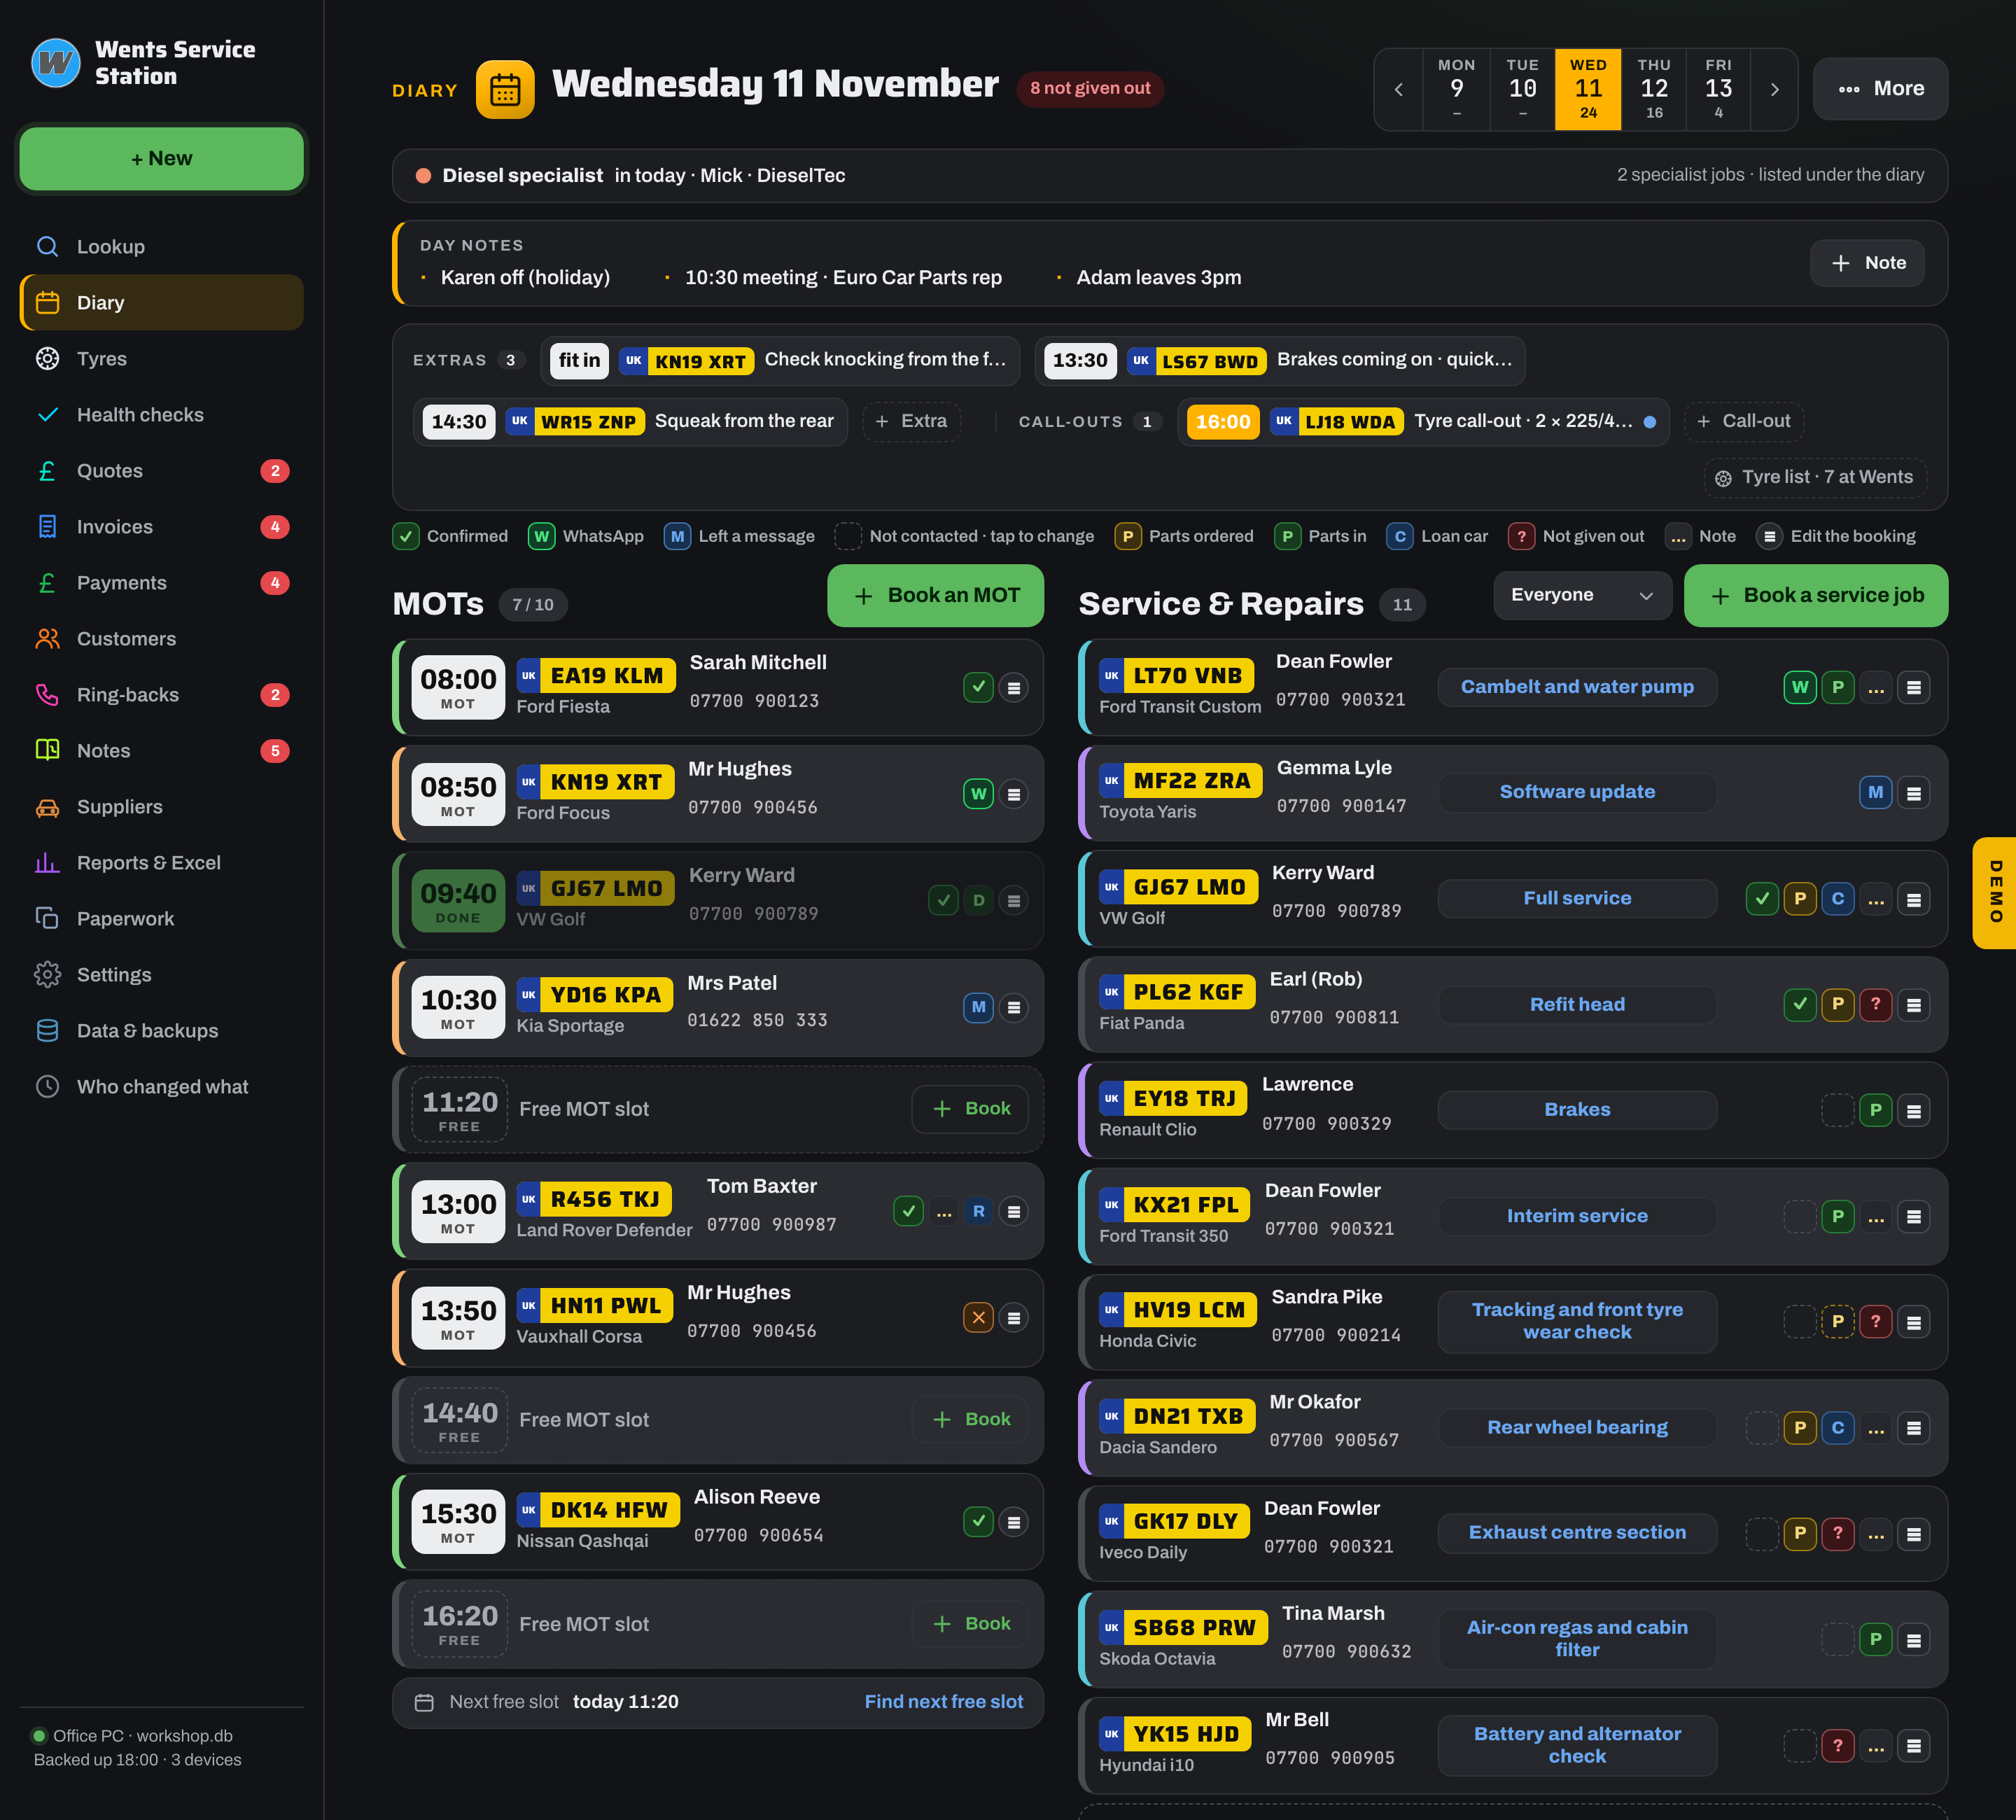 Wents Service
Station
+ New
Lookup
Diary
Tyres
Health checks
Quotes 2
Invoices 4
Payments 4
Customers
Ring-backs 2
Notes 5
Suppliers
Reports & Excel
Paperwork
Settings
Data & backups
Who changed what
Office PC · workshop.db
Backed up 18:00 · 3 devices
DIARY Wednesday 11 November 8 not given out
MON TUE WED THU FRI
9 10 11 12 13
– – 24 16 4
More
Diesel specialist in today · Mick · DieselTec 2 specialist jobs · listed under the diary
DAY NOTES
· Karen off (holiday) · 10:30 meeting · Euro Car Parts rep · Adam leaves 3pm
+ Note
EXTRAS 3 fit in UK KN19 XRT Check knocking from the f... 13:30 UK LS67 BWD Brakes coming on · quick...
14:30 UK WR15 ZNP Squeak from the rear + Extra CALL-OUTS 1 16:00 UK LJ18 WDA Tyre call-out · 2 × 225/4... + Call-out
Tyre list · 7 at Wents
Confirmed W WhatsApp M Left a message Not contacted · tap to change P Parts ordered P Parts in C Loan car ? Not given out ... Note Edit the booking
MOTs 7 / 10 + Book an MOT
08:00 MOT UK EA19 KLM Sarah Mitchell
Ford Fiesta 07700 900123
08:50 MOT UK KN19 XRT Mr Hughes W
Ford Focus 07700 900456
09:40 DONE UK GJ67 LMO Kerry Ward D
VW Golf 07700 900789
10:30 MOT UK YD16 KPA Mrs Patel M
Kia Sportage 01622 850 333
11:20 FREE Free MOT slot + Book
13:00 MOT UK R456 TKJ Tom Baxter ... R
Land Rover Defender 07700 900987
13:50 MOT UK HN11 PWL Mr Hughes
Vauxhall Corsa 07700 900456
14:40 FREE Free MOT slot + Book
15:30 MOT UK DK14 HFW Alison Reeve
Nissan Qashqai 07700 900654
16:20 FREE Free MOT slot + Book
Next free slot today 11:20 Find next free slot
Service & Repairs 11 Everyone + Book a service job
UK LT70 VNB Dean Fowler Cambelt and water pump W P ...
Ford Transit Custom 07700 900321
UK MF22 ZRA Gemma Lyle Software update M
Toyota Yaris 07700 900147
UK GJ67 LMO Kerry Ward Full service P C ...
VW Golf 07700 900789
UK PL62 KGF Earl (Rob) Refit head P ?
Fiat Panda 07700 900811
UK EY18 TRJ Lawrence Brakes P
Renault Clio 07700 900329
UK KX21 FPL Dean Fowler Interim service P ...
Ford Transit 350 07700 900321
UK HV19 LCM Sandra Pike Tracking and front tyre wear check P ?
Honda Civic 07700 900214
UK DN21 TXB Mr Okafor Rear wheel bearing P C ...
Dacia Sandero 07700 900567
UK GK17 DLY Dean Fowler Exhaust centre section P ? ...
Iveco Daily 07700 900321
UK SB68 PRW Tina Marsh Air-con regas and cabin filter P
Skoda Octavia 07700 900632
UK YK15 HJD Mr Bell Battery and alternator check ? ...
Hyundai i10 07700 900905
DEMO